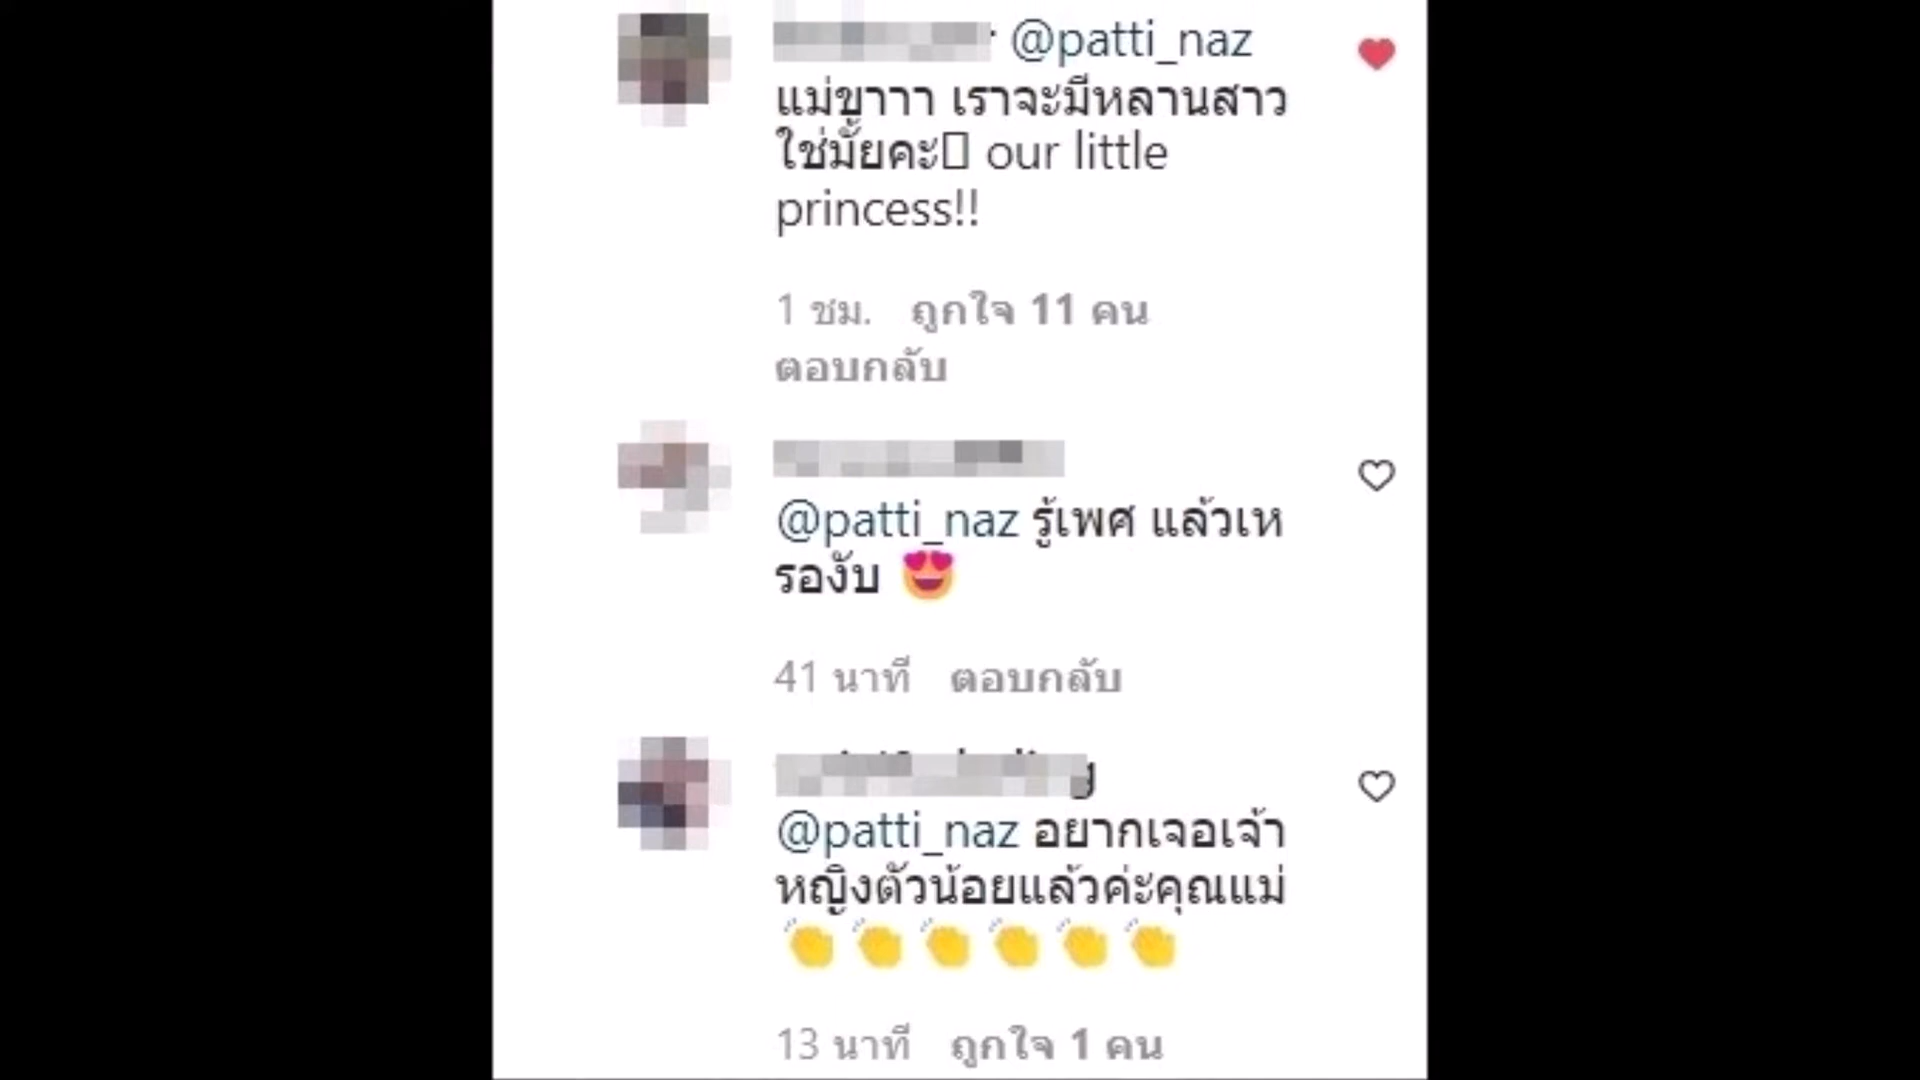 @patti_naz
แม่ขาาา เราจะมีหลานสาว
ใช่มั้ยคะ our little
princess!!
1 ชม. ถูกใจ 11 คน
ตอบกลับ
@patti_naz รู้เพศ แล้วเห
รองับ 😍
41 นาที ตอบกลับ
@patti_naz อยากเจอเจ้า
หญิงตัวน้อยแล้วค่ะคุณแม่
👏👏👏👏👏👏
13 นาที ถูกใจ 1 คน